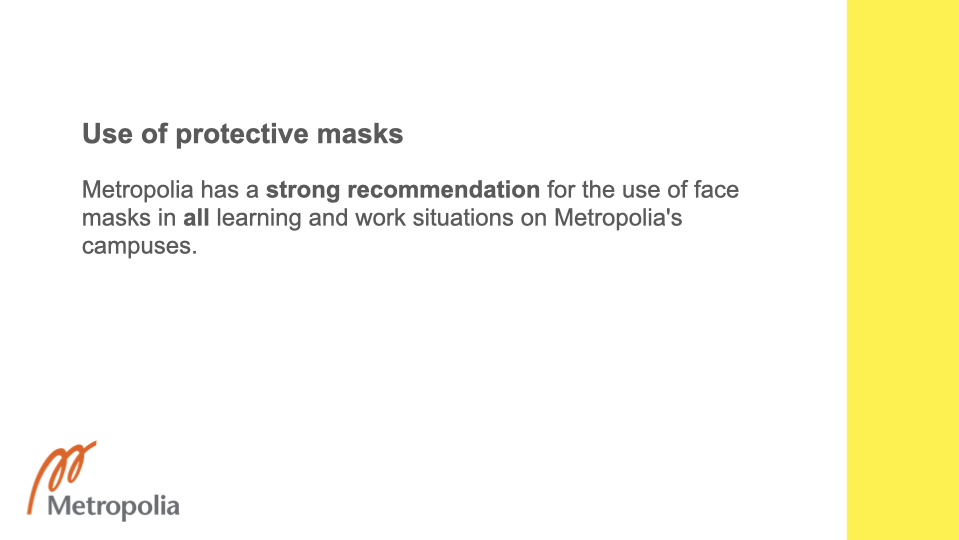 Use of protective masks
Metropolia has a strong recommendation for the use of face
masks in all learning and work situations on Metropolia's
campuses.
Metropolia